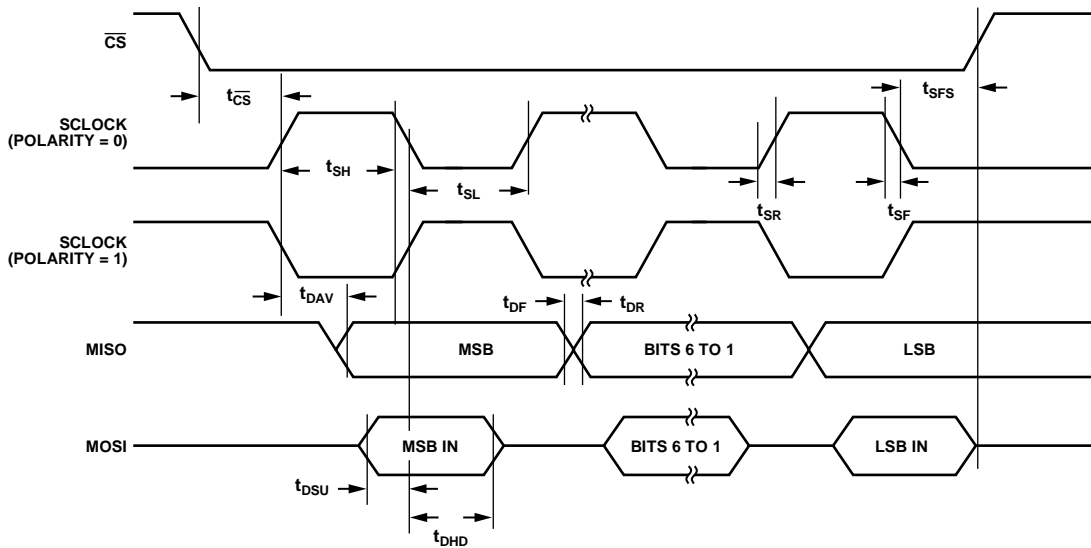 CS
tCS
tSFS
SCLOCK
(POLARITY = 0)
tSH
tSL
tSR
tSF
SCLOCK
(POLARITY = 1)
tDAV
tDF
tDR
MISO
MSB
BITS 6 TO 1
LSB
MOSI
MSB IN
BITS 6 TO 1
LSB IN
tDSU
tDHD